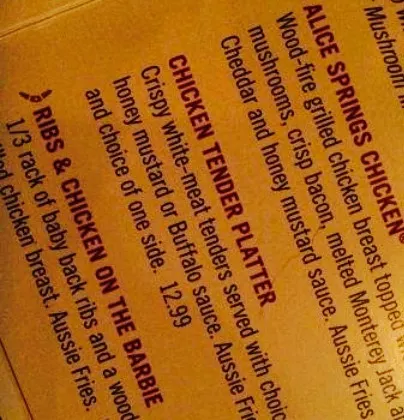 Mushroom
ALICE SPRINGS CHICKEN®
Wood-fire grilled chicken breast topped
mushrooms, crisp bacon, melted Monterey Jack a
Cheddar and honey mustard sauce. Aussie Fries
CHICKEN TENDER PLATTER
Crispy white-meat tenders served with choi
honey mustard or Buffalo sauce. Aussie Fri
and choice of one side. 12.99
RIBS & CHICKEN ON THE BARBIE
1/3 rack of baby back ribs and a wood
chicken breast. Aussie Fries.